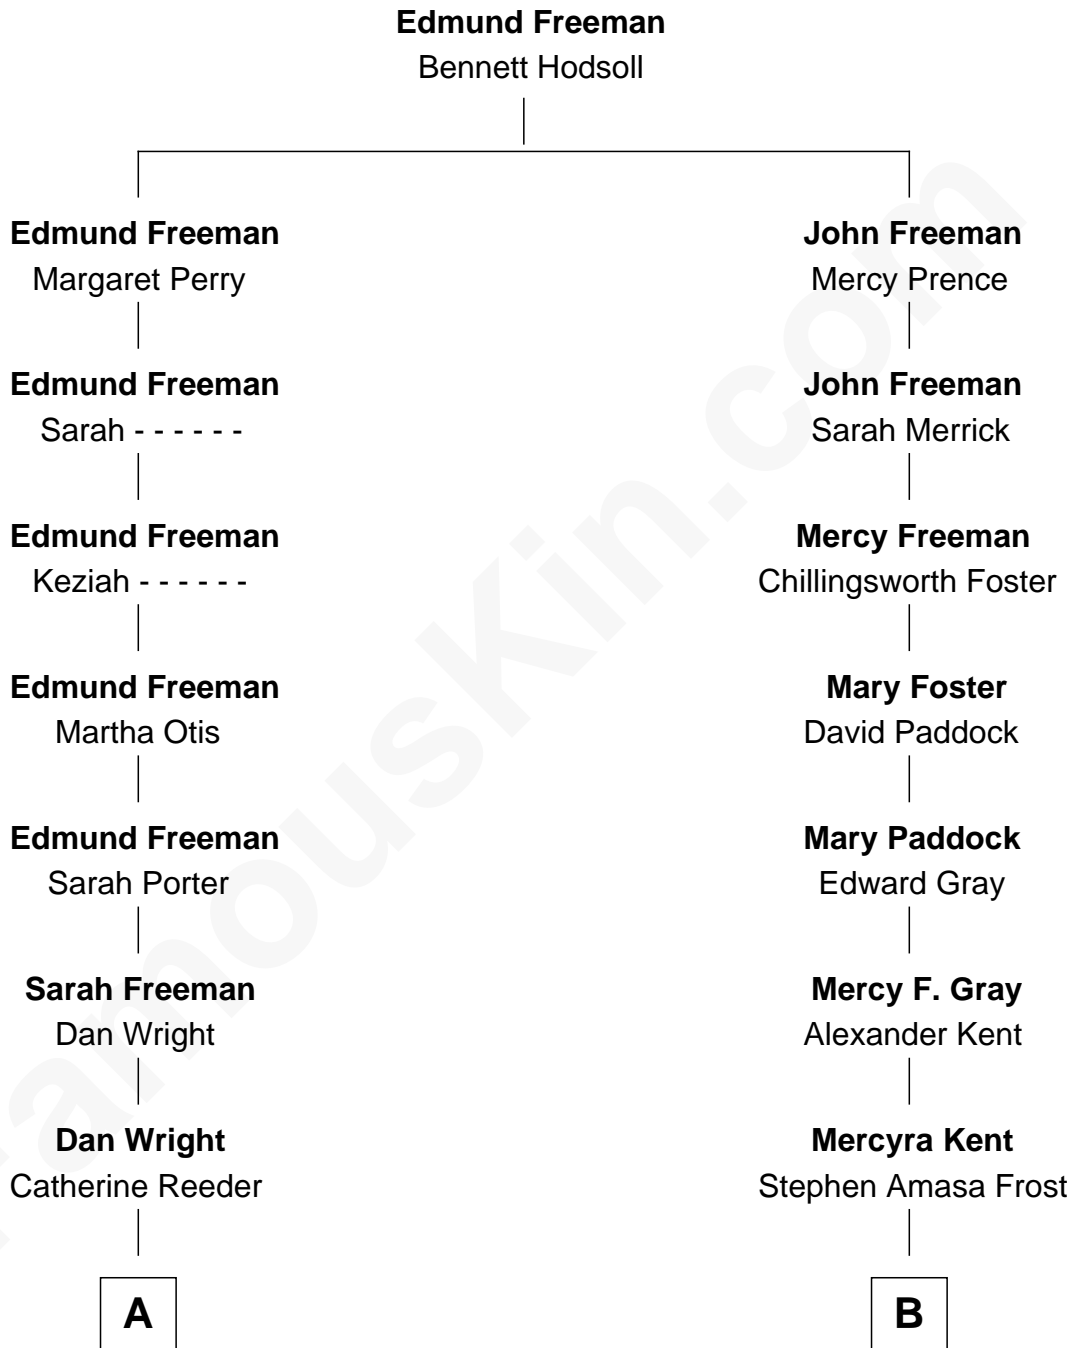 Edmund Freeman
Bennett Hodsoll
Edmund Freeman
Margaret Perry
Edmund Freeman
Sarah - - - - - -
Edmund Freeman
Keziah - - - - - -
Edmund Freeman
Martha Otis
Edmund Freeman
Sarah Porter
Sarah Freeman
Dan Wright
Dan Wright
Catherine Reeder
A
John Freeman
Mercy Prence
John Freeman
Sarah Merrick
Mercy Freeman
Chillingsworth Foster
Mary Foster
David Paddock
Mary Paddock
Edward Gray
Mercy F. Gray
Alexander Kent
Mercyra Kent
Stephen Amasa Frost
B
FamousKin.com